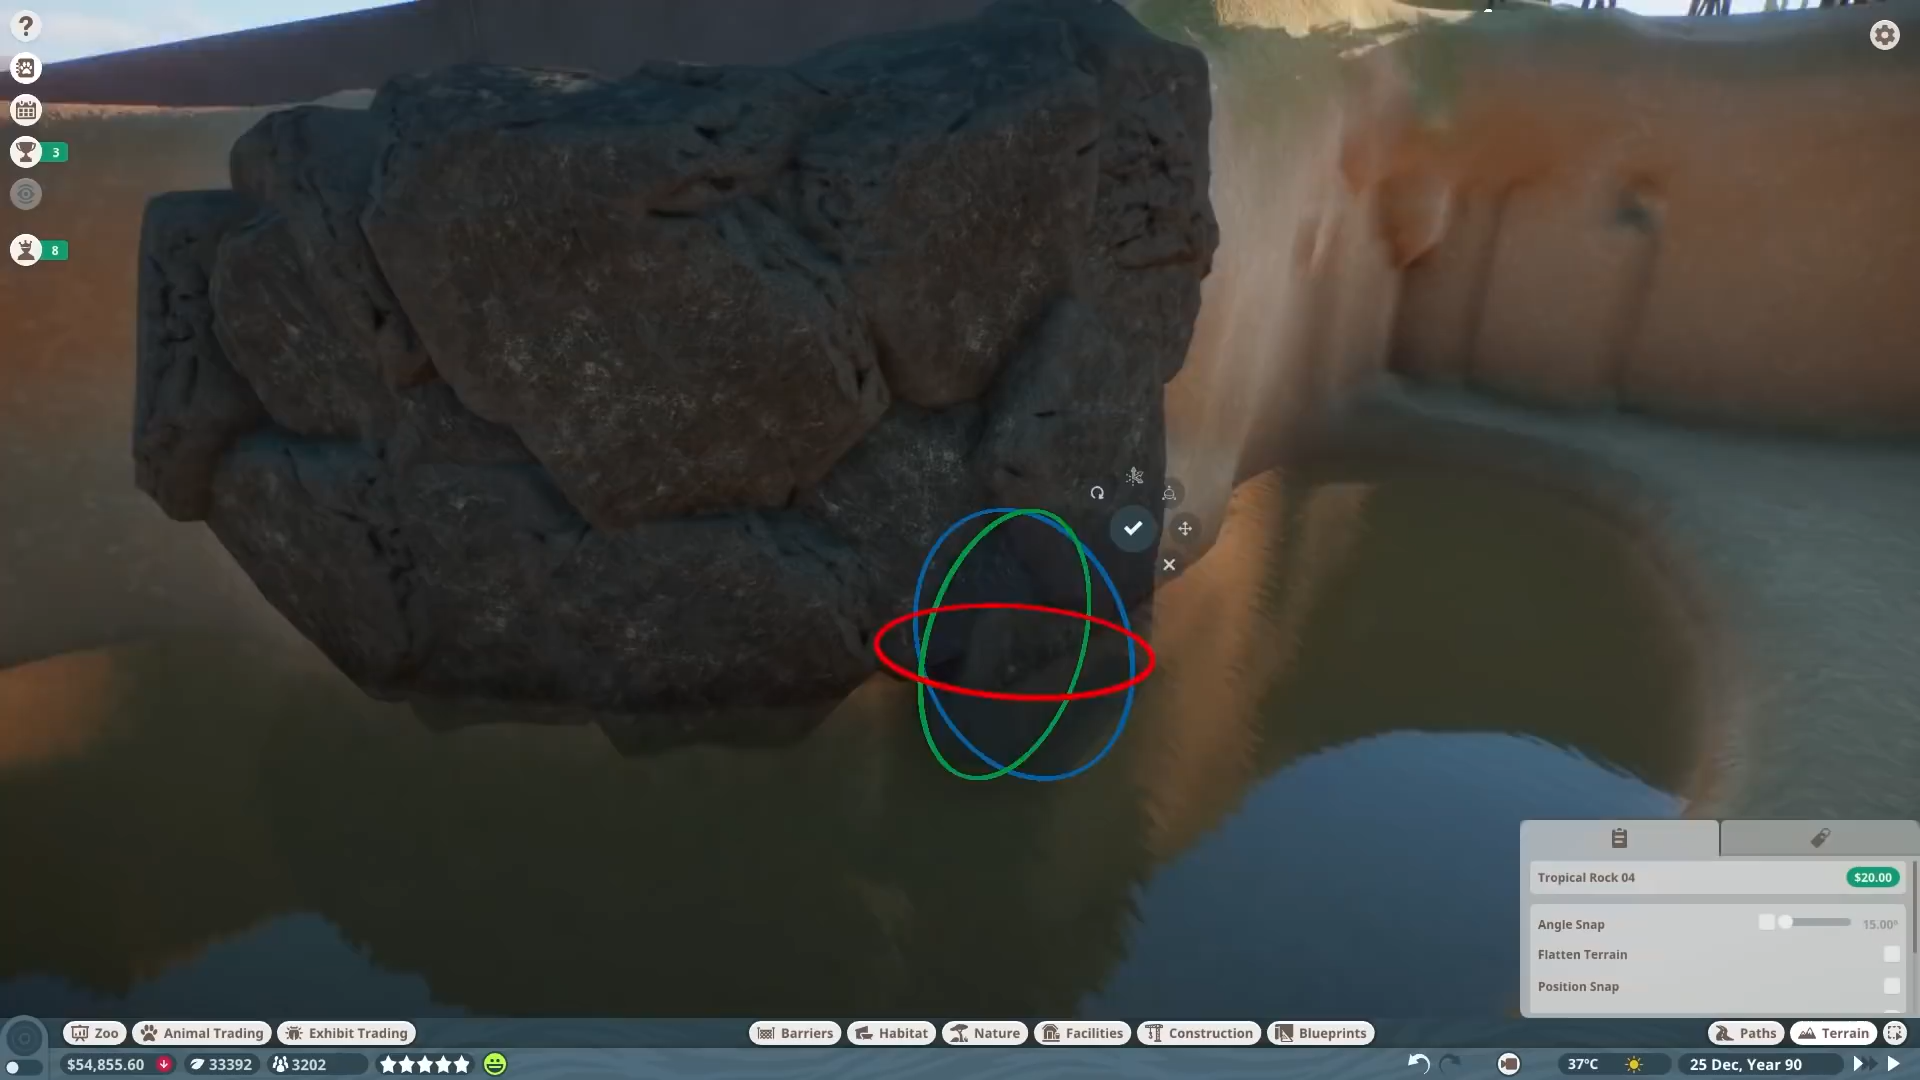 ?
3
8
Tropical Rock 04 $20.00
Angle Snap 15.00°
Flatten Terrain
Position Snap
Zoo Animal Trading Exhibit Trading Barriers Habitat Nature Facilities Construction Blueprints Paths Terrain
$54,855.60 33392 3202 37°C 25 Dec, Year 90